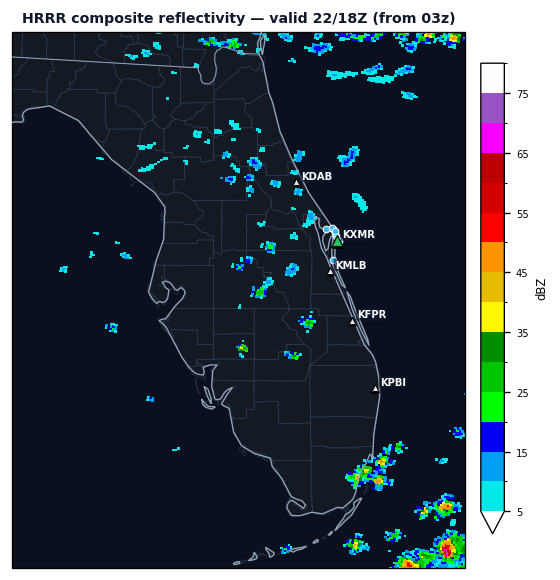 HRRR composite reflectivity — valid 22/18Z (from 03z)
KDAB
KXMR
KMLB
KFPR
KPBI
75
65
55
45
35
25
15
5
dBZ